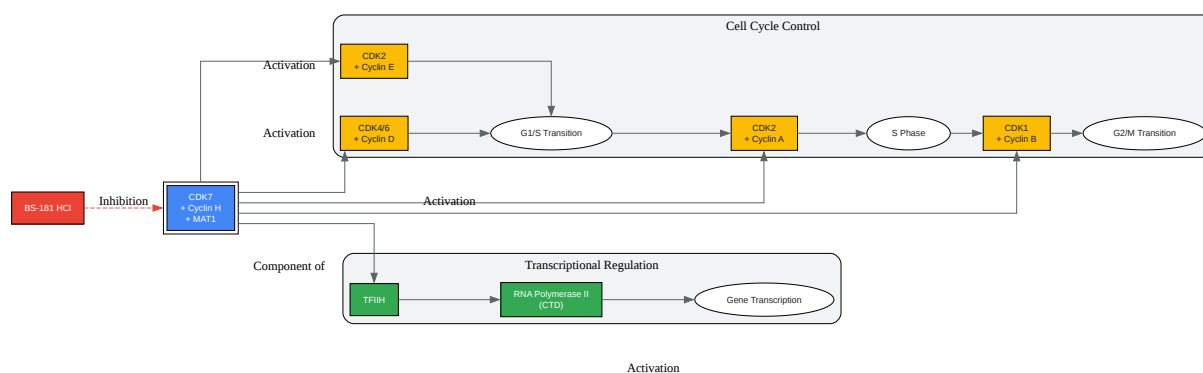 Cell Cycle Control
CDK2
+ Cyclin E
Activation
Activation
CDK4/6
+ Cyclin D
G1/S Transition
CDK2
+ Cyclin A
S Phase
CDK1
+ Cyclin B
G2/M Transition
BS-181 HCl
Inhibition
CDK7
+ Cyclin H
+ MAT1
Activation
Component of
Transcriptional Regulation
TFIIH
RNA Polymerase II
(CTD)
Gene Transcription
Activation